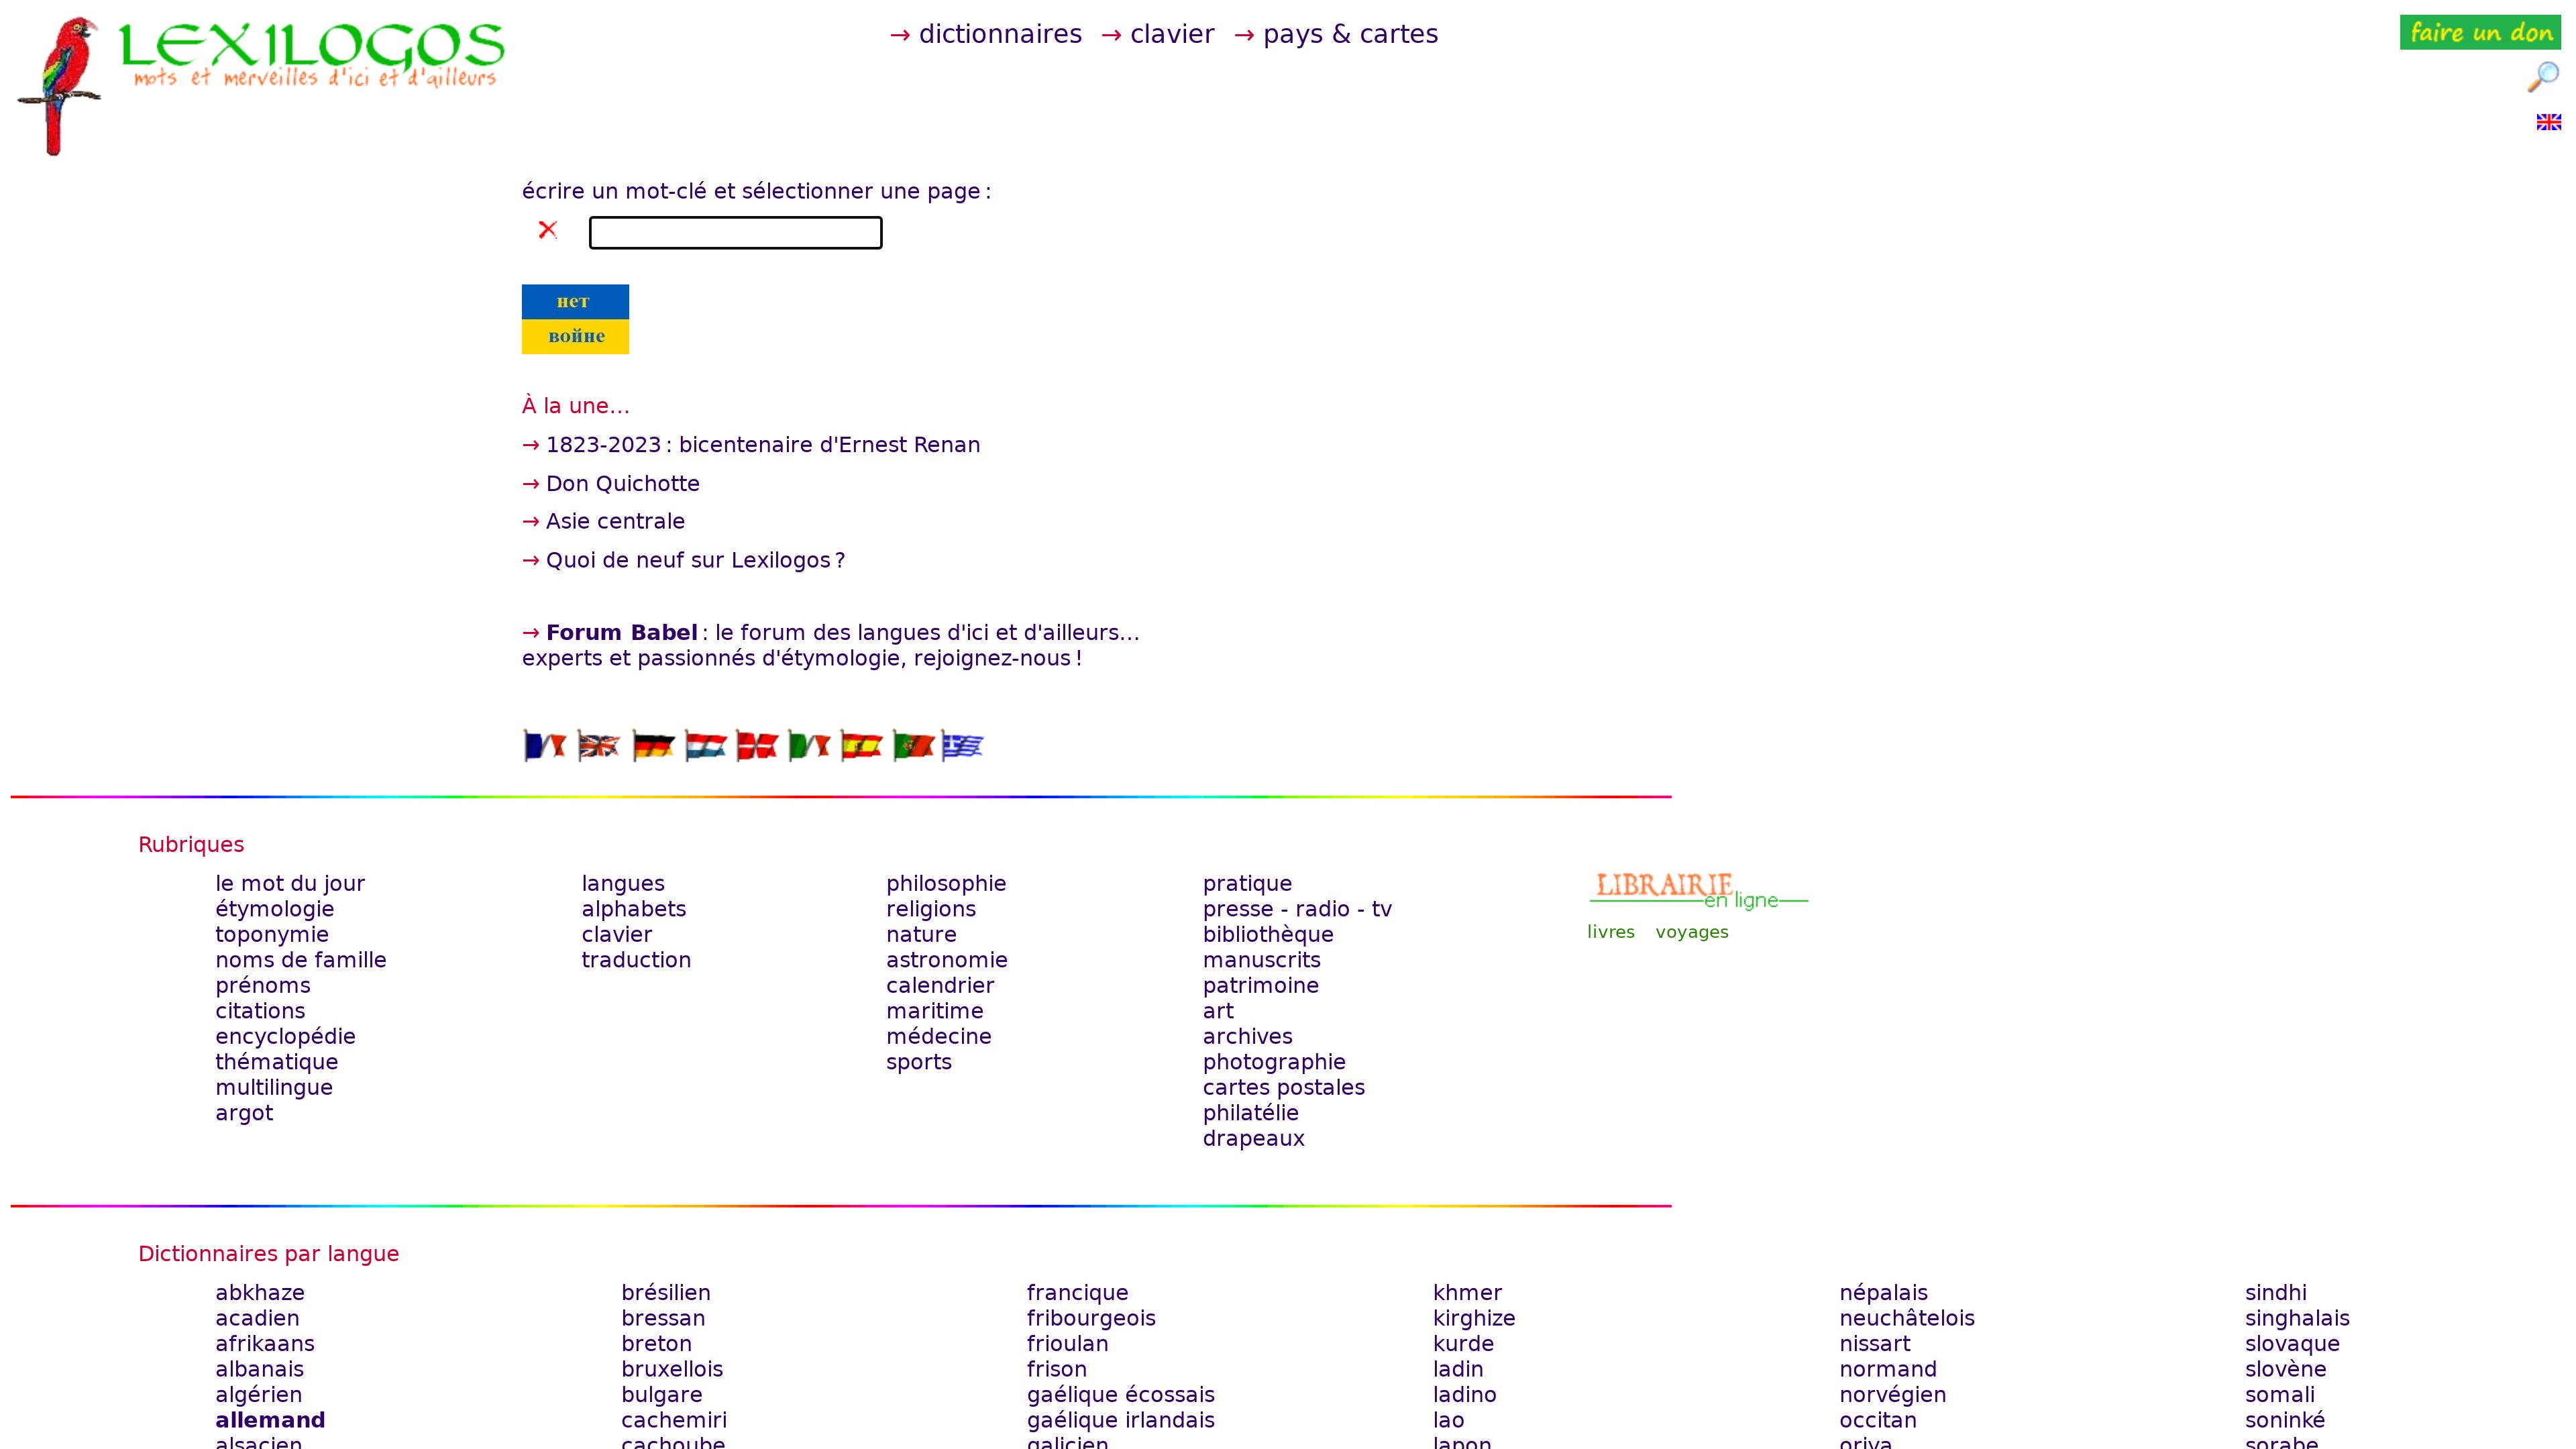 LEXILOGOS
mots et merveilles d'ici et d'ailleurs
→ dictionnaires → clavier → pays & cartes
faire un don
écrire un mot-clé et sélectionner une page :
нет
войне
À la une…
→ 1823-2023 : bicentenaire d'Ernest Renan
→ Don Quichotte
→ Asie centrale
→ Quoi de neuf sur Lexilogos ?
→ Forum Babel : le forum des langues d'ici et d'ailleurs…
experts et passionnés d'étymologie, rejoignez-nous !
Rubriques
le mot du jour
étymologie
toponymie
noms de famille
prénoms
citations
encyclopédie
thématique
multilingue
argot
langues
alphabets
clavier
traduction
philosophie
religions
nature
astronomie
calendrier
maritime
médecine
sports
pratique
presse - radio - tv
bibliothèque
manuscrits
patrimoine
art
archives
photographie
cartes postales
philatélie
drapeaux
LIBRAIRIE
en ligne
livres voyages
Dictionnaires par langue
abkhaze
acadien
afrikaans
albanais
algérien
allemand
alsacien
brésilien
bressan
breton
bruxellois
bulgare
cachemiri
cachoube
francique
fribourgeois
frioulan
frison
gaélique écossais
gaélique irlandais
galicien
khmer
kirghize
kurde
ladin
ladino
lao
lapon
népalais
neuchâtelois
nissart
normand
norvégien
occitan
oriya
sindhi
singhalais
slovaque
slovène
somali
soninké
sorabe